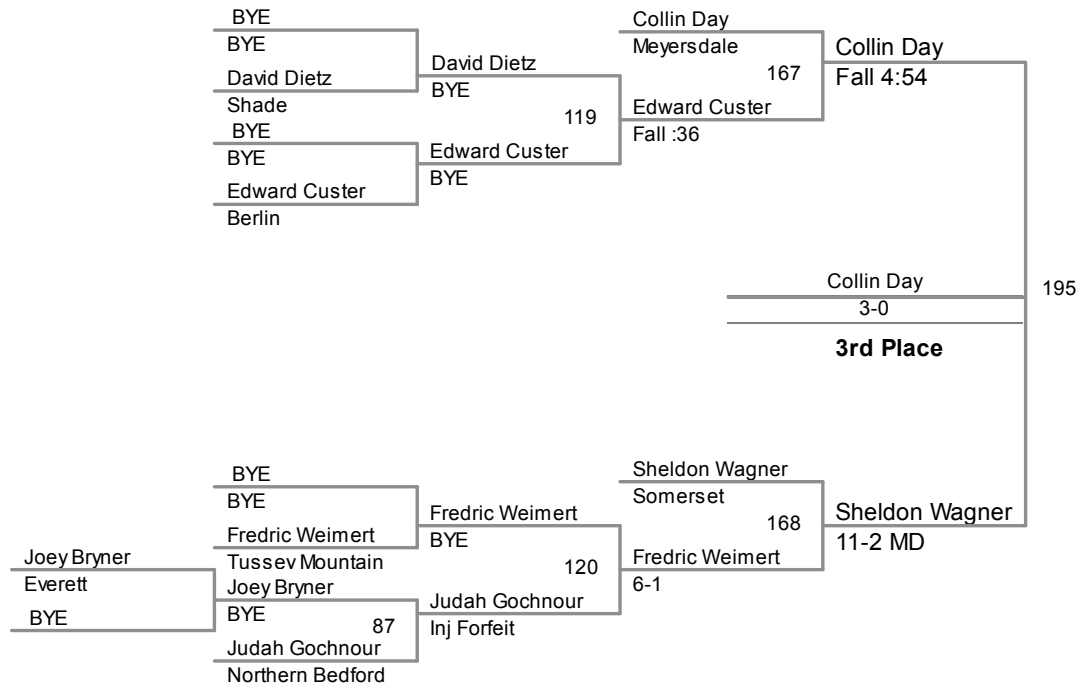 BYE
BYE
David Dietz
Shade
BYE
BYE
Edward Custer
Berlin
David Dietz
BYE
119
Edward Custer
BYE
Collin Day
Meyersdale
167
Edward Custer
Fall :36
Collin Day
Fall 4:54
Collin Day
3-0
195
3rd Place
BYE
BYE
Fredric Weimert
Tussey Mountain
Joey Bryner
Everett
BYE
Joey Bryner
BYE
87
Judah Gochnour
Northern Bedford
Fredric Weimert
BYE
120
Judah Gochnour
Inj Forfeit
Sheldon Wagner
Somerset
168
Fredric Weimert
6-1
Sheldon Wagner
11-2 MD